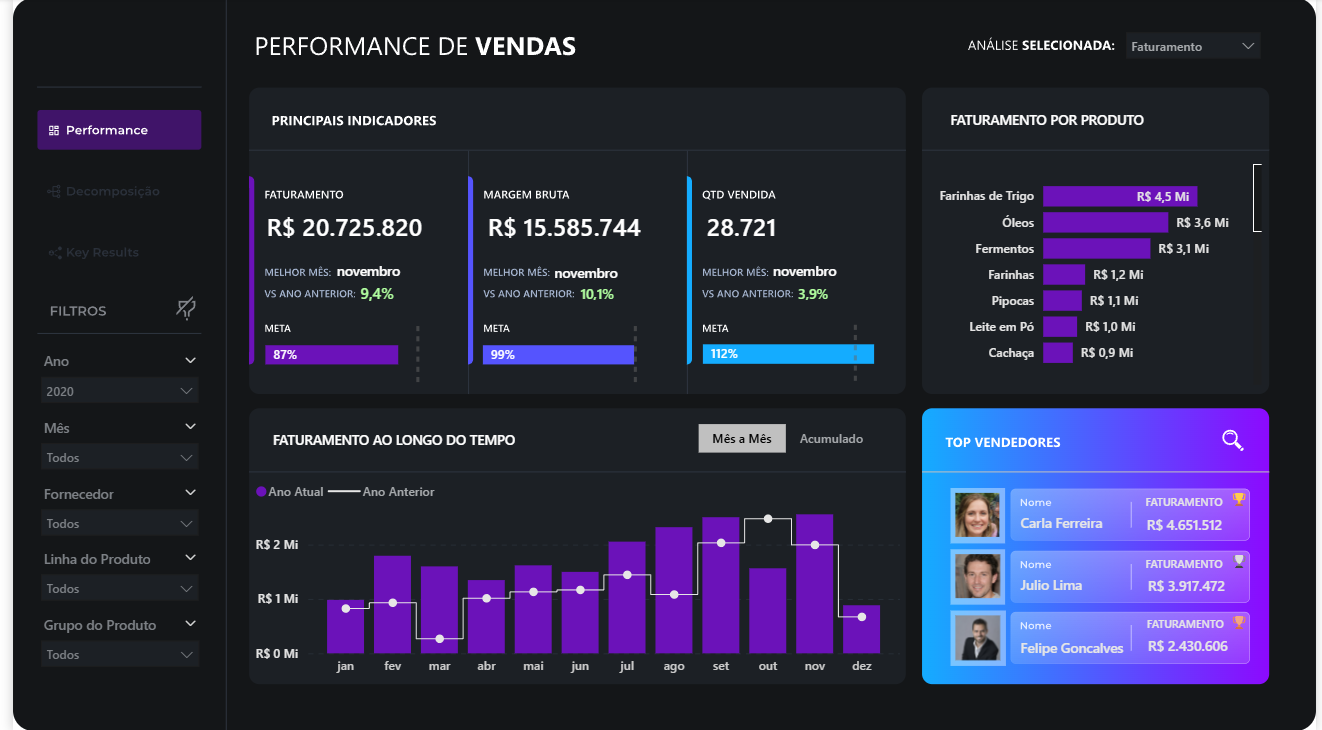 PERFORMANCE DE VENDAS
ANÁLISE SELECIONADA: Faturamento
Performance
Decomposição
Key Results
FILTROS
Ano
2020
Mês
Todos
Fornecedor
Todos
Linha do Produto
Todos
Grupo do Produto
Todos
PRINCIPAIS INDICADORES
FATURAMENTO
R$ 20.725.820
MELHOR MÊS: novembro
VS ANO ANTERIOR: 9,4%
META
87%
MARGEM BRUTA
R$ 15.585.744
MELHOR MÊS: novembro
VS ANO ANTERIOR: 10,1%
META
99%
QTD VENDIDA
28.721
MELHOR MÊS: novembro
VS ANO ANTERIOR: 3,9%
META
112%
FATURAMENTO POR PRODUTO
Farinhas de Trigo R$ 4,5 Mi
Óleos R$ 3,6 Mi
Fermentos R$ 3,1 Mi
Farinhas R$ 1,2 Mi
Pipocas R$ 1,1 Mi
Leite em Pó R$ 1,0 Mi
Cachaça R$ 0,9 Mi
FATURAMENTO AO LONGO DO TEMPO
Mês a Mês Acumulado
Ano Atual Ano Anterior
R$ 2 Mi
R$ 1 Mi
R$ 0 Mi
jan fev mar abr mai jun jul ago set out nov dez
TOP VENDEDORES
Nome FATURAMENTO
Carla Ferreira R$ 4.651.512
Nome FATURAMENTO
Julio Lima R$ 3.917.472
Nome FATURAMENTO
Felipe Goncalves R$ 2.430.606